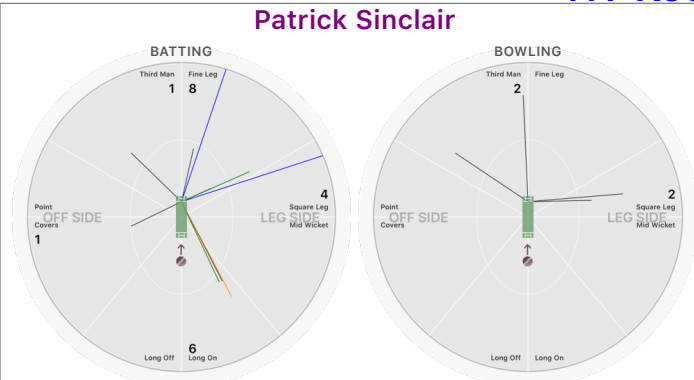 Patrick Sinclair
BATTING
Third Man
Fine Leg
1
8
4
Point
Square Leg
OFF SIDE
LEG SIDE
Covers
Mid Wicket
1
6
Long Off
Long On
BOWLING
Third Man
Fine Leg
2
2
Point
Square Leg
OFF SIDE
LEG SIDE
Covers
Mid Wicket
Long Off
Long On